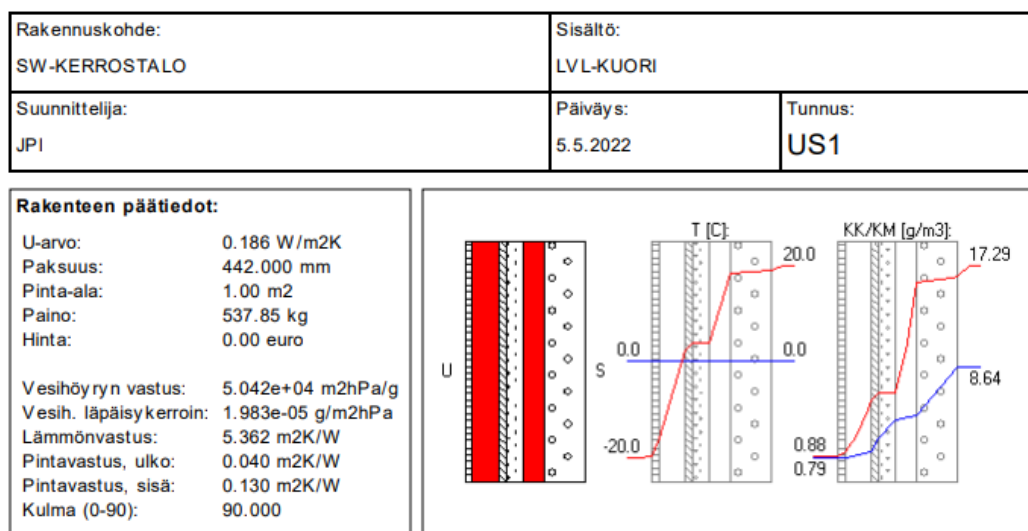 Rakennuskohde:
SW-KERROSTALO
Sisältö:
LVL-KUORI
Suunnittelija:
JPI
Päiväys:
5.5.2022
Tunnus:
US1
Rakenteen päätiedot:
U-arvo: 0.186 W/m2K
Paksuus: 442.000 mm
Pinta-ala: 1.00 m2
Paino: 537.85 kg
Hinta: 0.00 euro
Vesihöyryn vastus: 5.042e+04 m2hPa/g
Vesih. läpäisykerroin: 1.983e-05 g/m2hPa
Lämmönvastus: 5.362 m2K/W
Pintavastus, ulko: 0.040 m2K/W
Pintavastus, sisä: 0.130 m2K/W
Kulma (0-90): 90.000
U
S
T [C]:
20.0
0.0
0.0
-20.0
KK/KM [g/m3]:
17.29
8.64
0.88
0.79